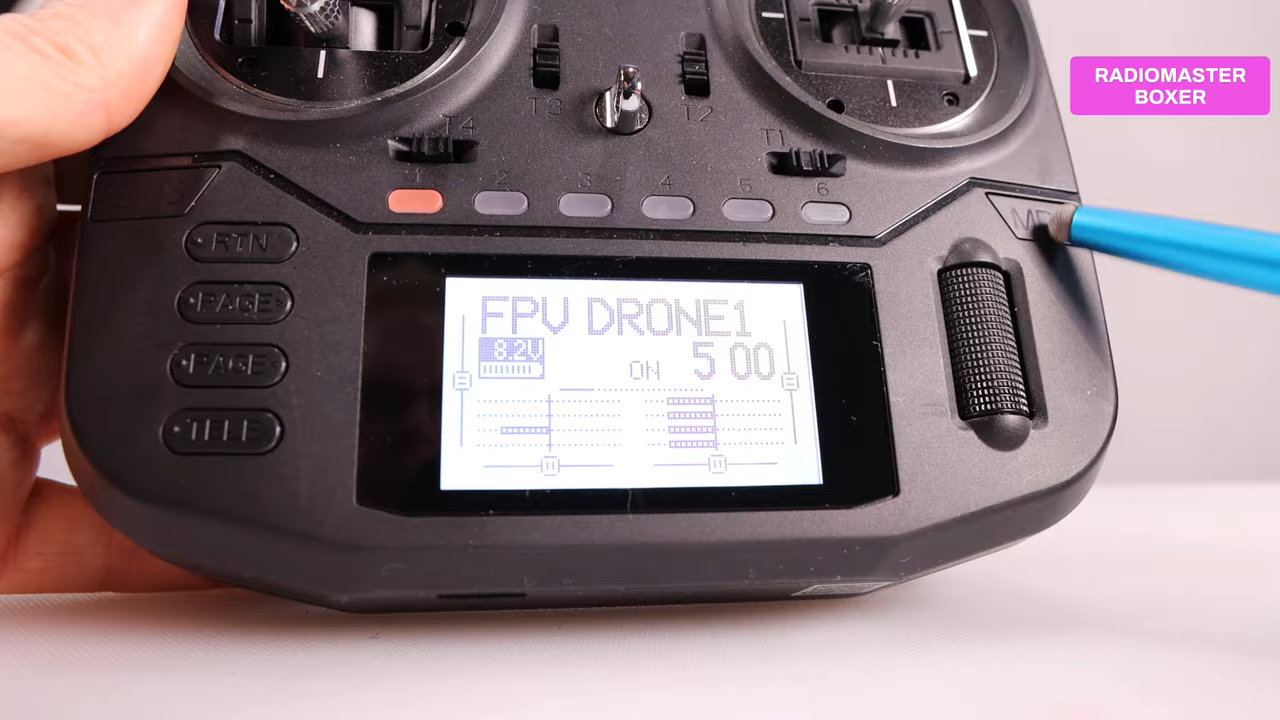 RADIOMASTER
BOXER
T3
T2
T4
T1
1
2
3
4
5
6
RTN
PAGE>
PAGE<
TELE
FPV DRONE1
8.2V
ON
5:00